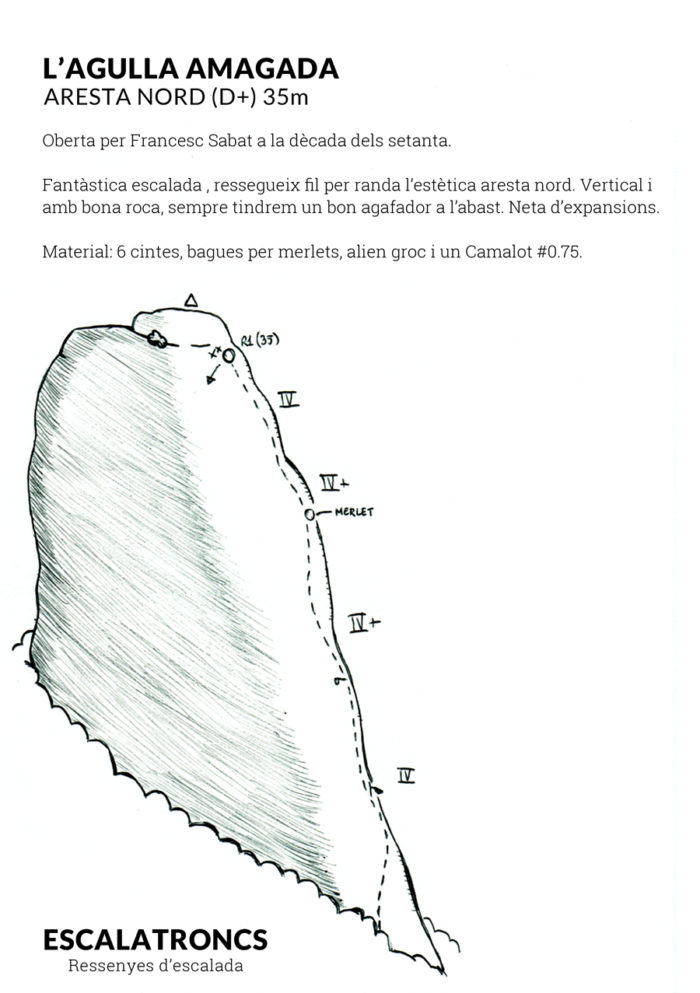 L'AGULLA AMAGADA
ARESTA NORD (D+) 35m
Oberta per Francesc Sabat a la dècada dels setanta.
Fantàstica escalada , ressegueix fil per randa l'estètica aresta nord. Vertical i
amb bona roca, sempre tindrem un bon agafador a l'abast. Neta d'expansions.
Material: 6 cintes, bagues per merlets, alien groc i un Camalot #0.75.
R1 (35)
IV
IV+
MERLET
IV+
IV
ESCALATRONCS
Ressenyes d'escalada